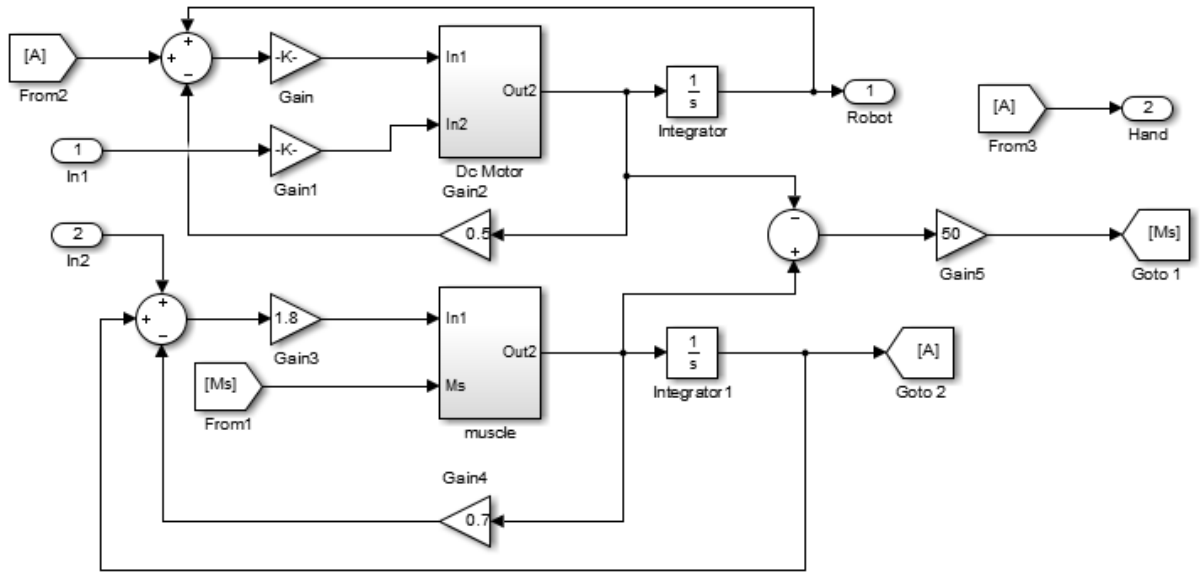 [A]
From2
+
+
−
-K-
Gain
In1
In2
Out2
Dc Motor
1
s
Integrator
1
Robot
[A]
From3
2
Hand
1
In1
-K-
Gain1
Gain2
0.5
−
+
50
Gain5
[Ms]
Goto 1
2
In2
+
+
−
1.8
Gain3
In1
Ms
Out2
muscle
[Ms]
From1
1
s
Integrator1
[A]
Goto 2
Gain4
0.7